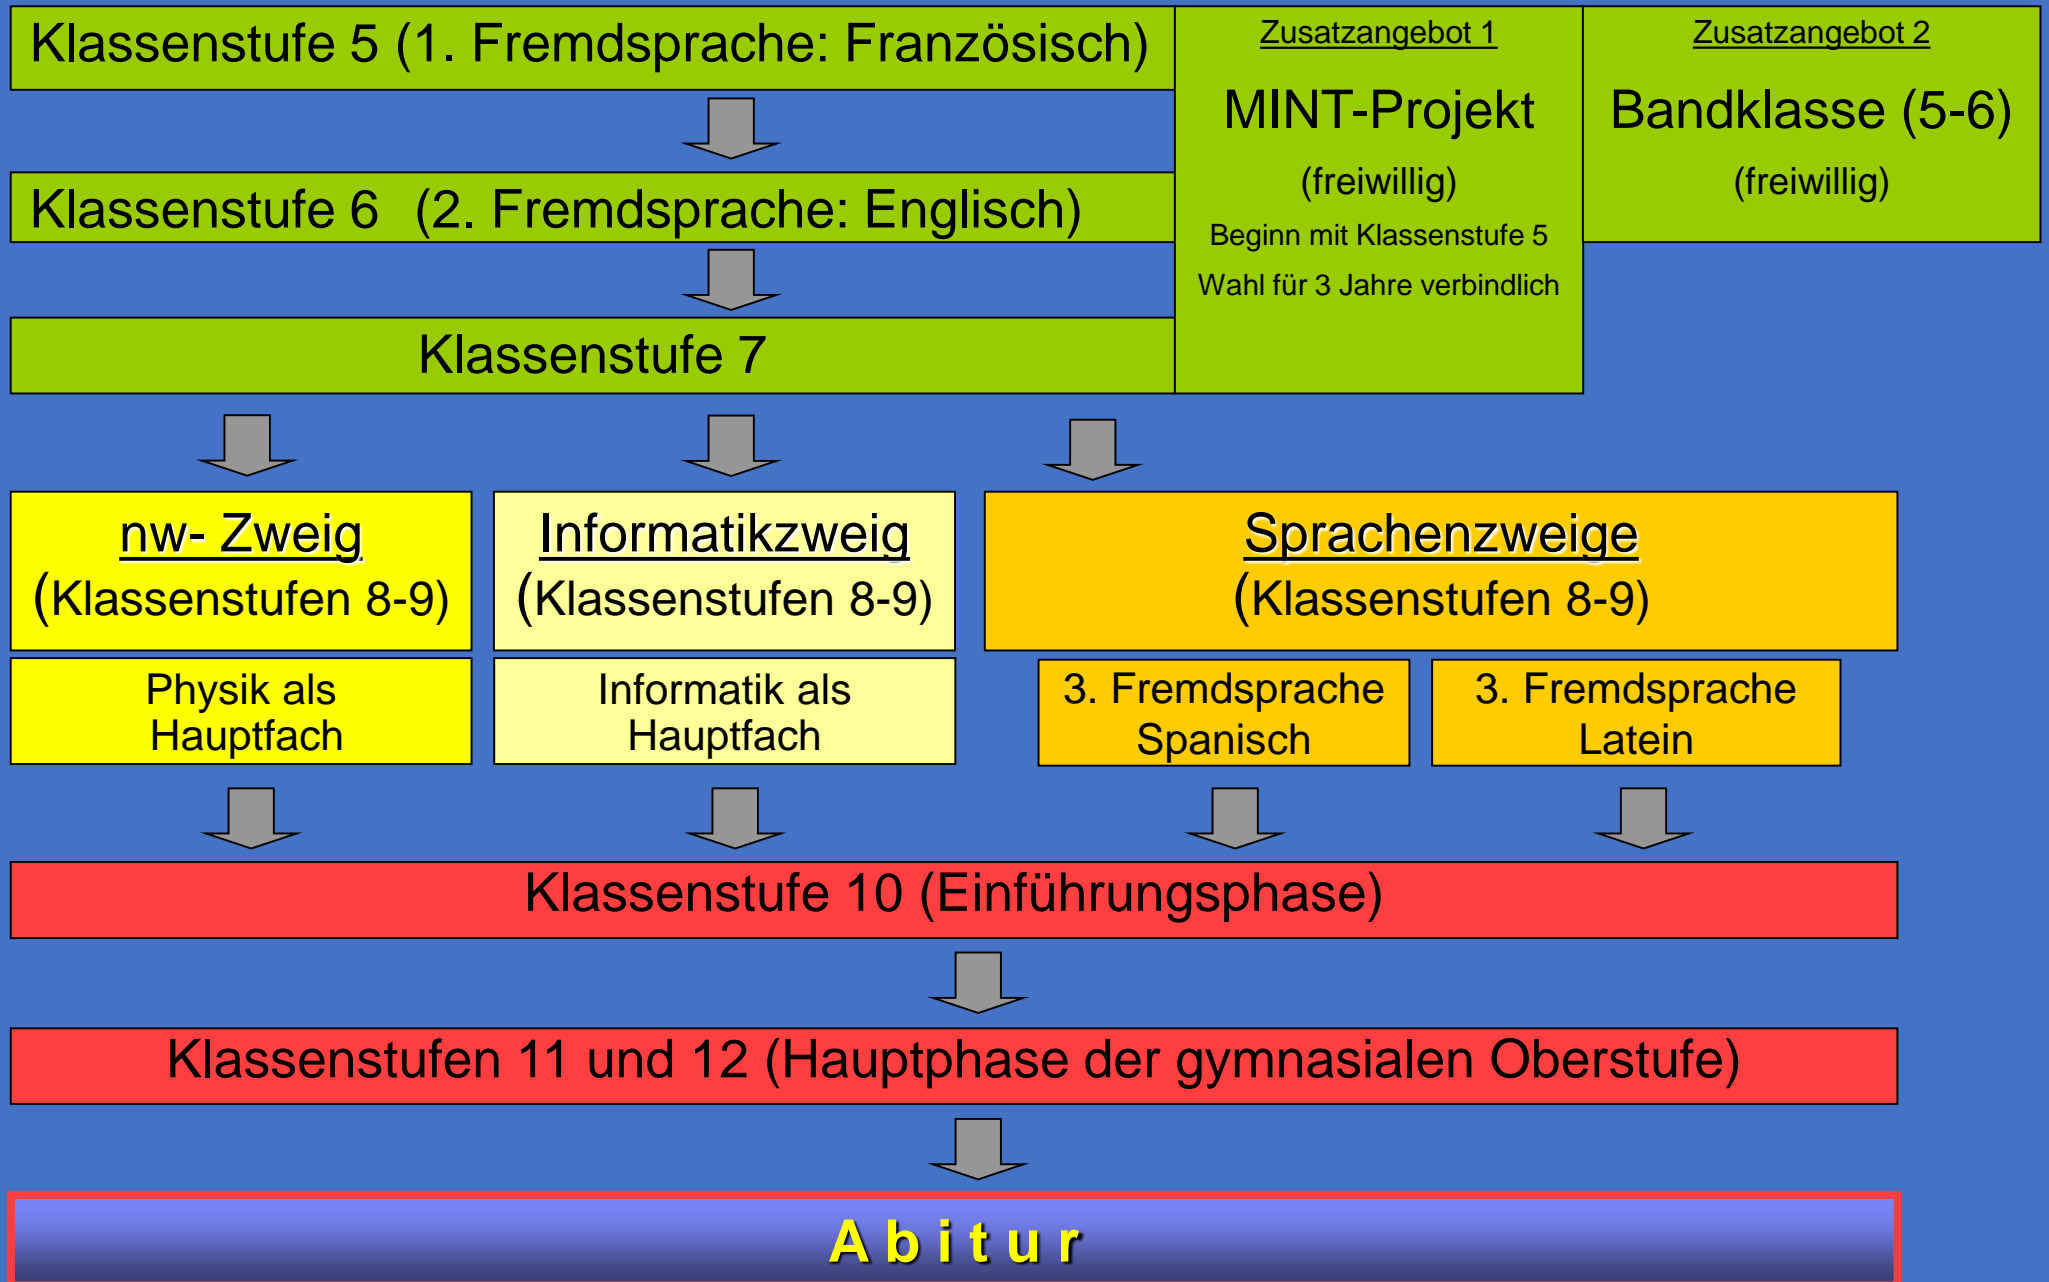 Klassenstufe 5 (1. Fremdsprache: Französisch)
Zusatzangebot 1
MINT-Projekt
(freiwillig)
Beginn mit Klassenstufe 5
Wahl für 3 Jahre verbindlich
Zusatzangebot 2
Bandklasse (5-6)
(freiwillig)
Klassenstufe 6 (2. Fremdsprache: Englisch)
Klassenstufe 7
nw- Zweig
(Klassenstufen 8-9)
Physik als
Hauptfach
Informatikzweig
(Klassenstufen 8-9)
Informatik als
Hauptfach
Sprachenzweige
(Klassenstufen 8-9)
3. Fremdsprache
Spanisch
3. Fremdsprache
Latein
Klassenstufe 10 (Einführungsphase)
Klassenstufen 11 und 12 (Hauptphase der gymnasialen Oberstufe)
A b i t u r